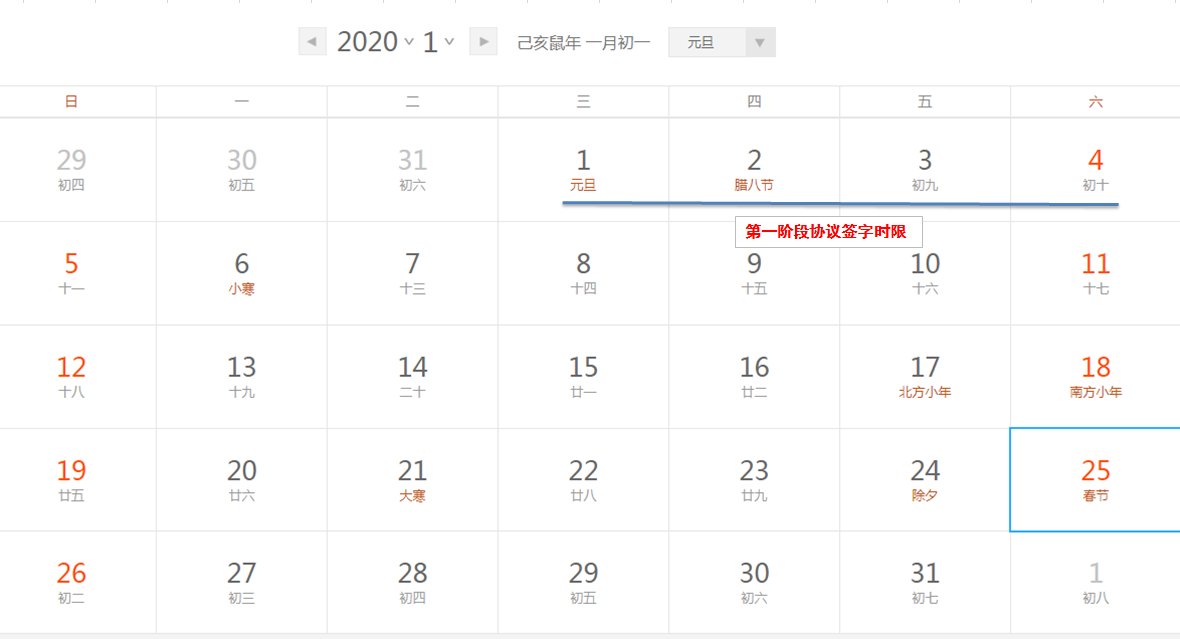 2020 1 己亥鼠年 一月初一 元旦
日 一 二 三 四 五 六
29 30 31 1 2 3 4
初四 初五 初六 元旦 腊八节 初九 初十
第一阶段协议签字时限
5 6 7 8 9 10 11
十一 小寒 十三 十四 十五 十六 十七
12 13 14 15 16 17 18
十八 十九 二十 廿一 廿二 北方小年 南方小年
19 20 21 22 23 24 25
廿五 廿六 大寒 廿八 廿九 除夕 春节
26 27 28 29 30 31 1
初二 初三 初四 初五 初六 初七 初八